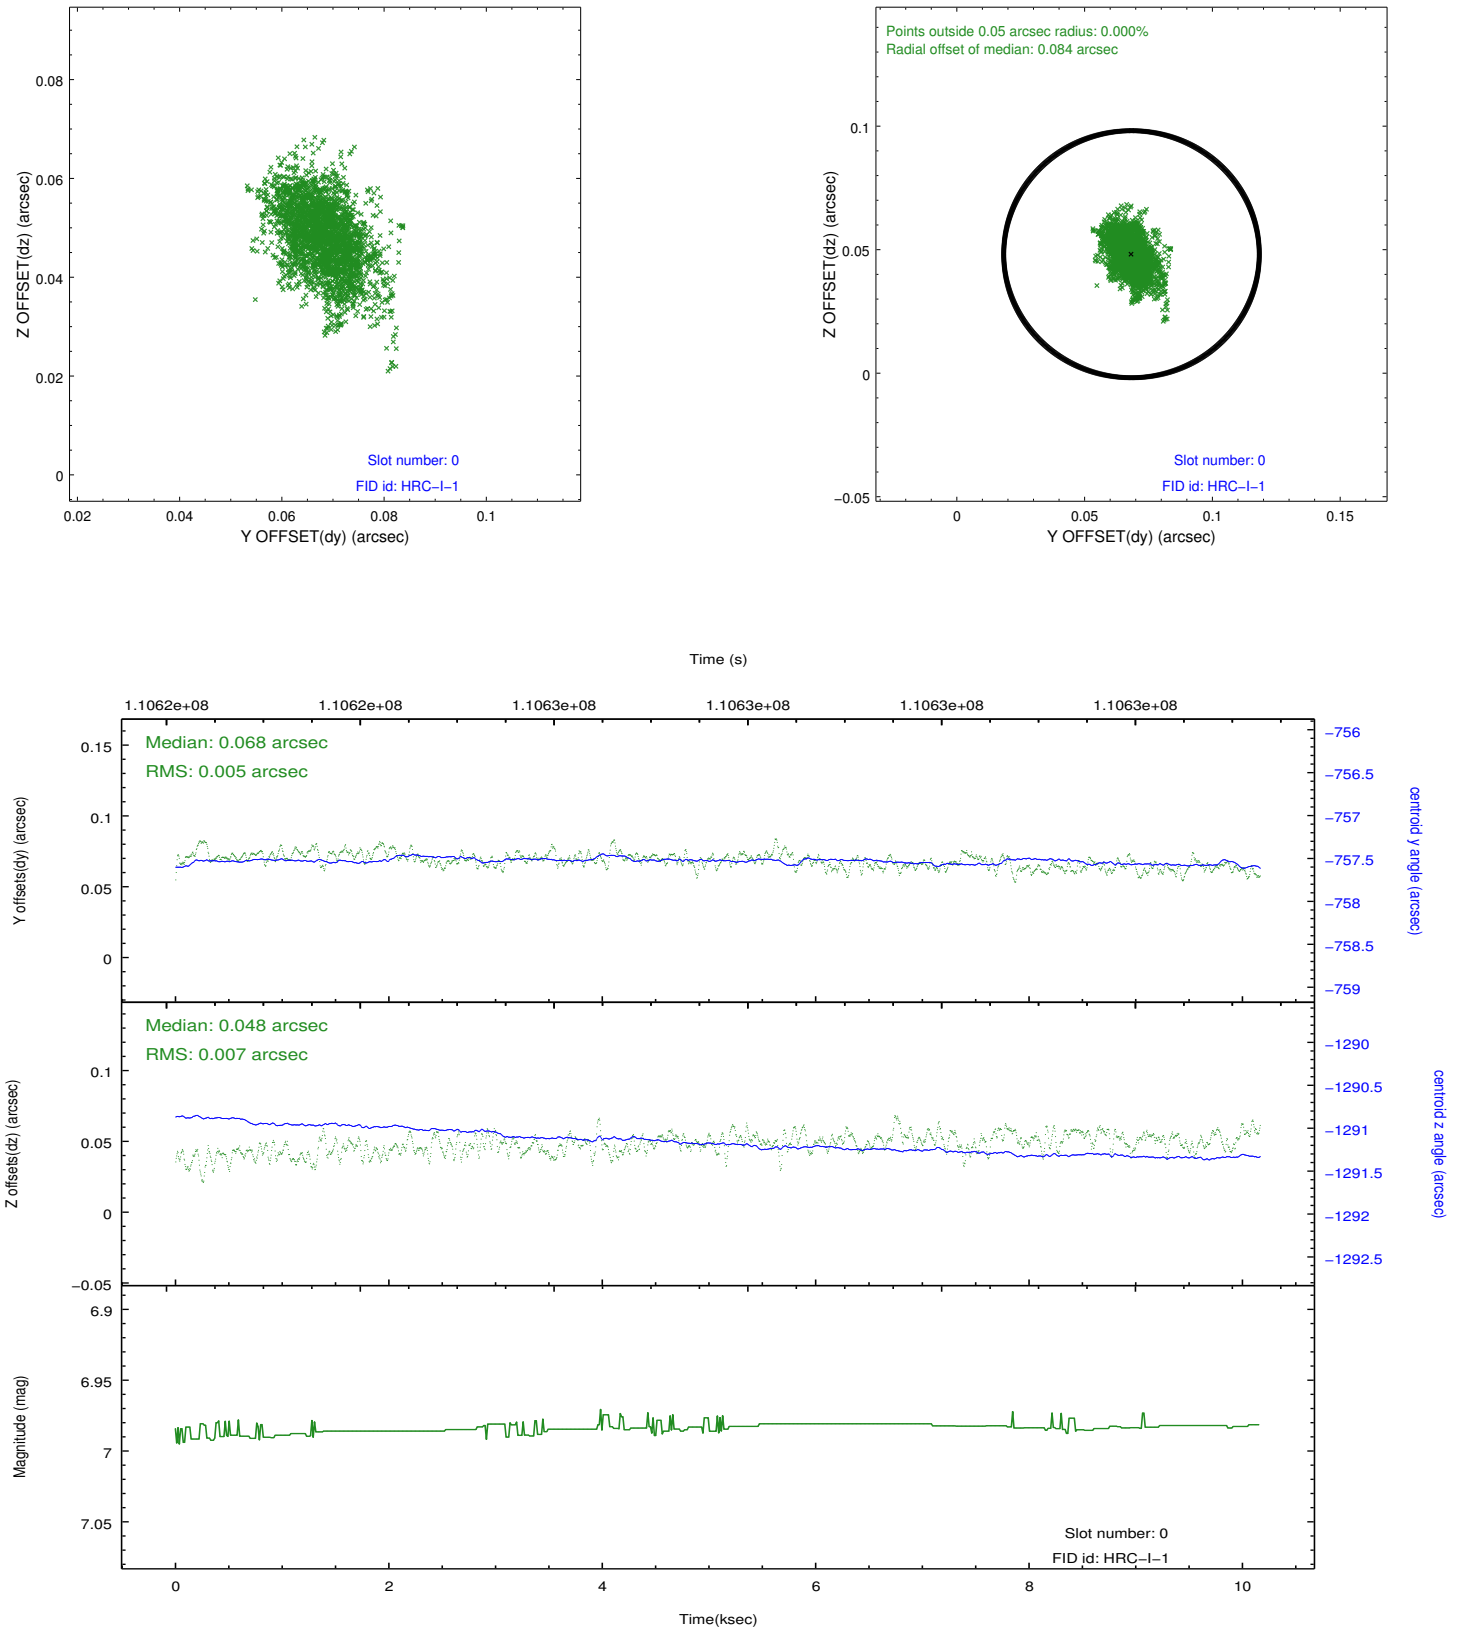 0.08
0.06
0.04
0.02
0
Z OFFSET(dz) (arcsec)
Slot number: 0
FID id: HRC−I−1
0.02 0.04 0.06 0.08 0.1
Y OFFSET(dy) (arcsec)
Points outside 0.05 arcsec radius: 0.000%
Radial offset of median: 0.084 arcsec
0.1
0.05
0
−0.05
Z OFFSET(dz) (arcsec)
Slot number: 0
FID id: HRC−I−1
0 0.05 0.1 0.15
Y OFFSET(dy) (arcsec)
Time (s)
1.1062e+08 1.1062e+08 1.1063e+08 1.1063e+08 1.1063e+08 1.1063e+08
Median: 0.068 arcsec
RMS: 0.005 arcsec
0.15
0.1
0.05
0
Y offsets(dy) (arcsec)
−756
−756.5
−757
−757.5
−758
−758.5
−759
centroid y angle (arcsec)
Median: 0.048 arcsec
RMS: 0.007 arcsec
0.1
0.05
0
−0.05
Z offsets(dz) (arcsec)
−1290
−1290.5
−1291
−1291.5
−1292
−1292.5
centroid z angle (arcsec)
6.9
6.95
7
7.05
Magnitude (mag)
Slot number: 0
FID id: HRC−I−1
0 2 4 6 8 10
Time(ksec)